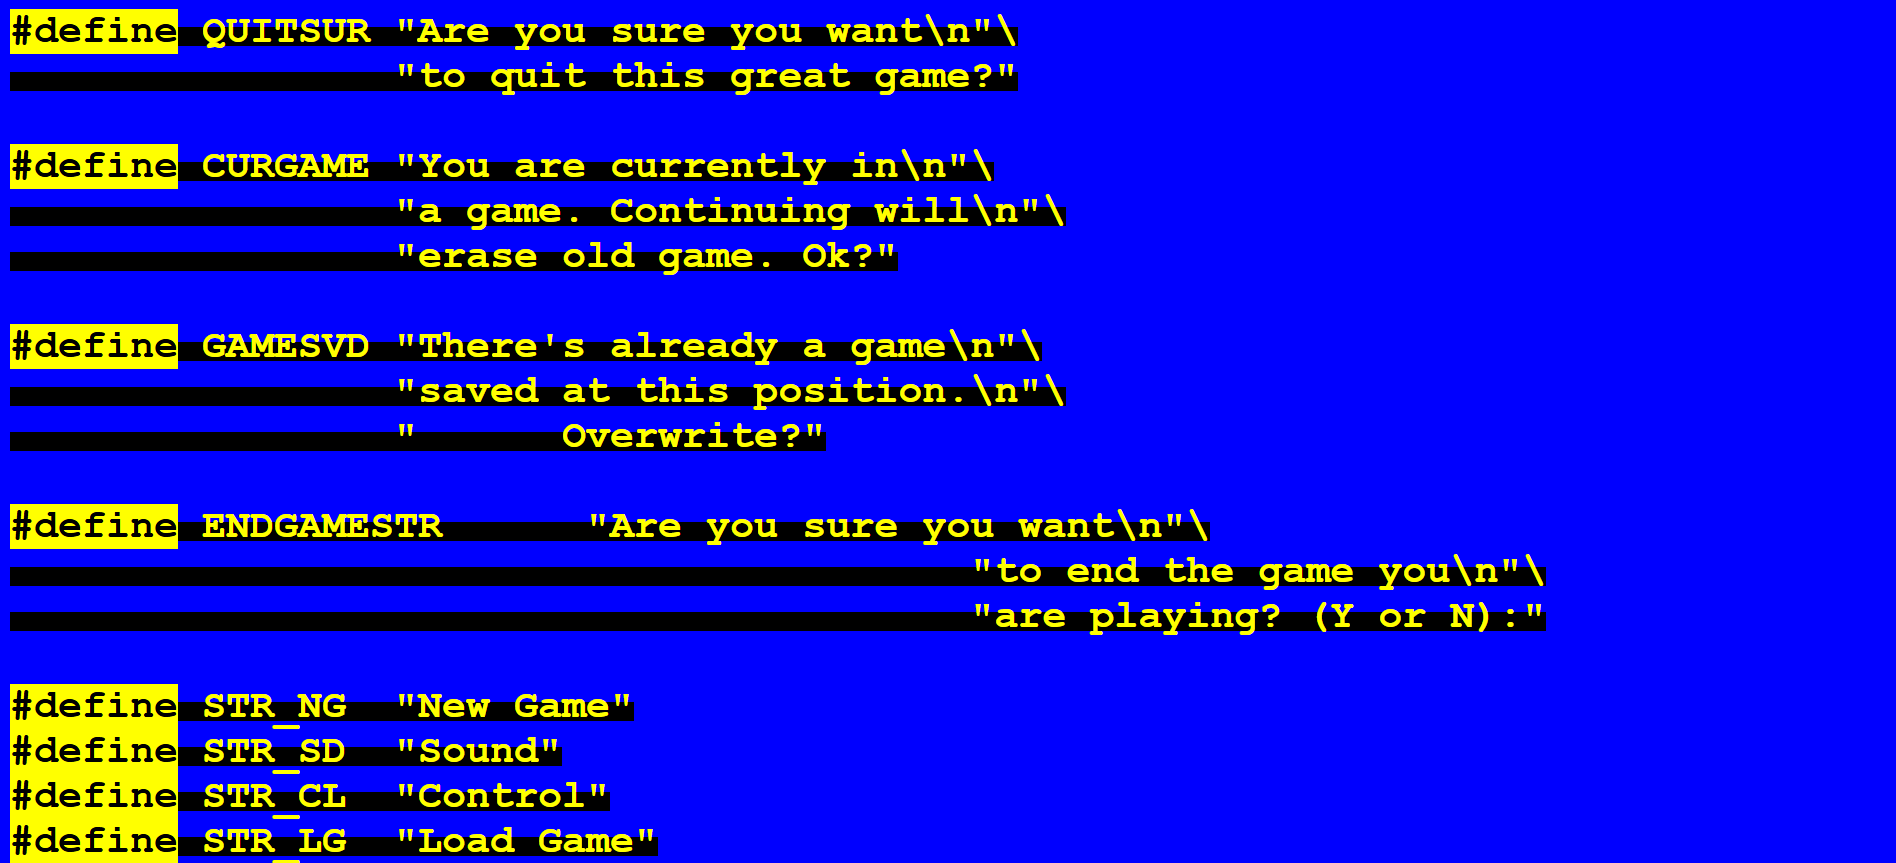 #define QUITSUR "Are you sure you want\n"\
                "to quit this great game?"

#define CURGAME "You are currently in\n"\
                "a game. Continuing will\n"\
                "erase old game. Ok?"

#define GAMESVD "There's already a game\n"\
                "saved at this position.\n"\
                "      Overwrite?"

#define ENDGAMESTR      "Are you sure you want\n"\
                                        "to end the game you\n"\
                                        "are playing? (Y or N):"

#define STR_NG  "New Game"
#define STR_SD  "Sound"
#define STR_CL  "Control"
#define STR_LG  "Load Game"